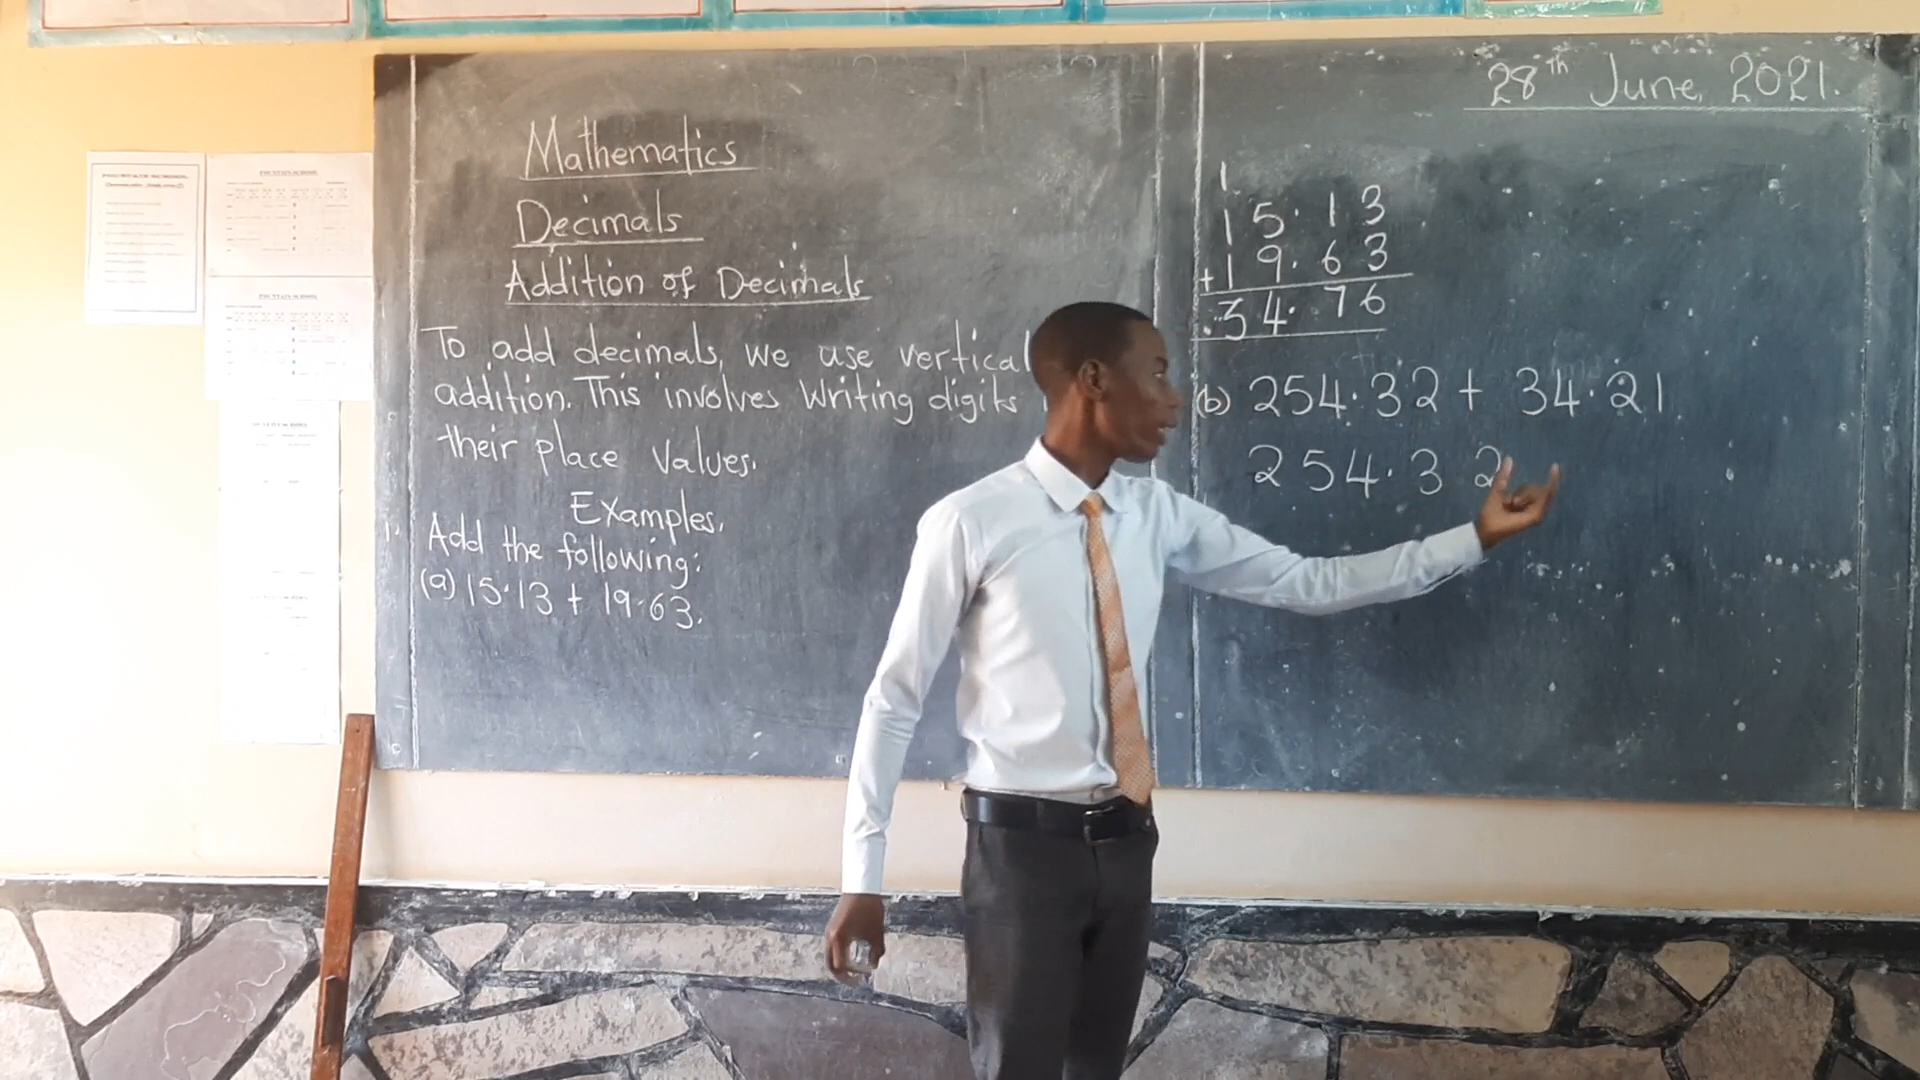 Mathematics
Decimals
Addition of Decimals
To add decimals, we use vertical
addition. This involves writing digits
their place values.
Examples.
1. Add the following:
(a) 15.13 + 19.63.
28th June, 2021.
1
15.13
+ 19.63
34.76
(b) 254.32 + 34.21
254.32